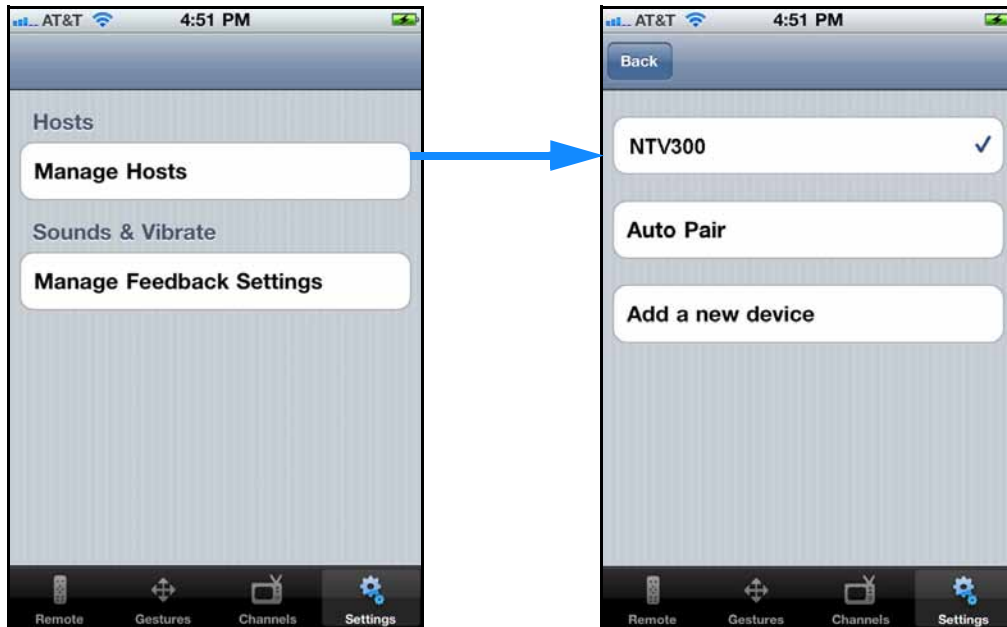 AT&T 4:51 PM
Hosts
Manage Hosts
Sounds & Vibrate
Manage Feedback Settings
Remote Gestures Channels Settings
AT&T 4:51 PM
Back
NTV300
Auto Pair
Add a new device
Remote Gestures Channels Settings